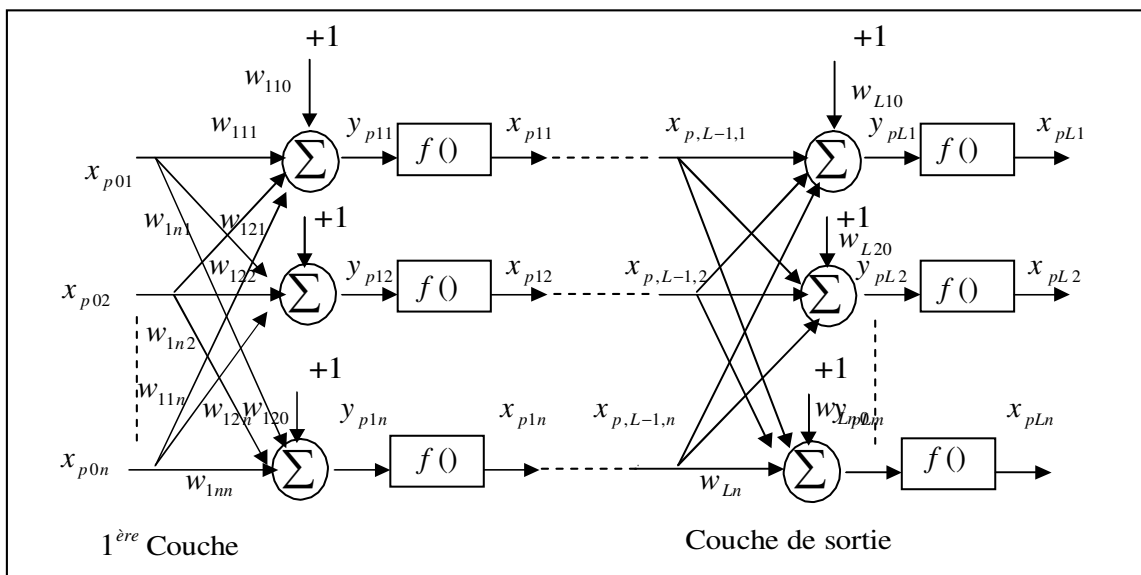 +1 +1
w110 wL10
w111 yp11 xp11 xp,L−1,1 ypL1 xpL1
Σ f() Σ f()
xp01
w1n1 w121 +1 +1
wL20
w122 yp12 xp12 xp,L−1,2 ypL2 xpL2
xp02 Σ f() Σ f()
w1n2
+1 +1
w11n
w12n w120 yp1n xp1n xp,L−1,n wLn0 ypLn xpLn
xp0n Σ f() Σ f()
w1nn wLn
1ère Couche Couche de sortie